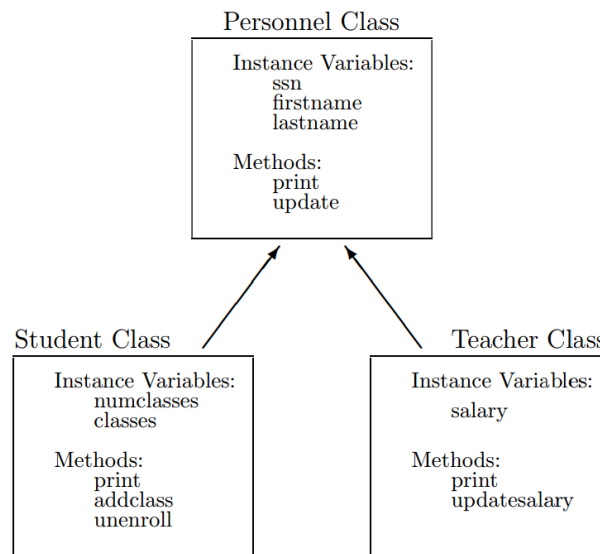 Personnel Class
Instance Variables:
ssn
firstname
lastname
Methods:
print
update
Student Class
Instance Variables:
numclasses
classes
Methods:
print
addclass
unenroll
Teacher Class
Instance Variables:
salary
Methods:
print
updatesalary